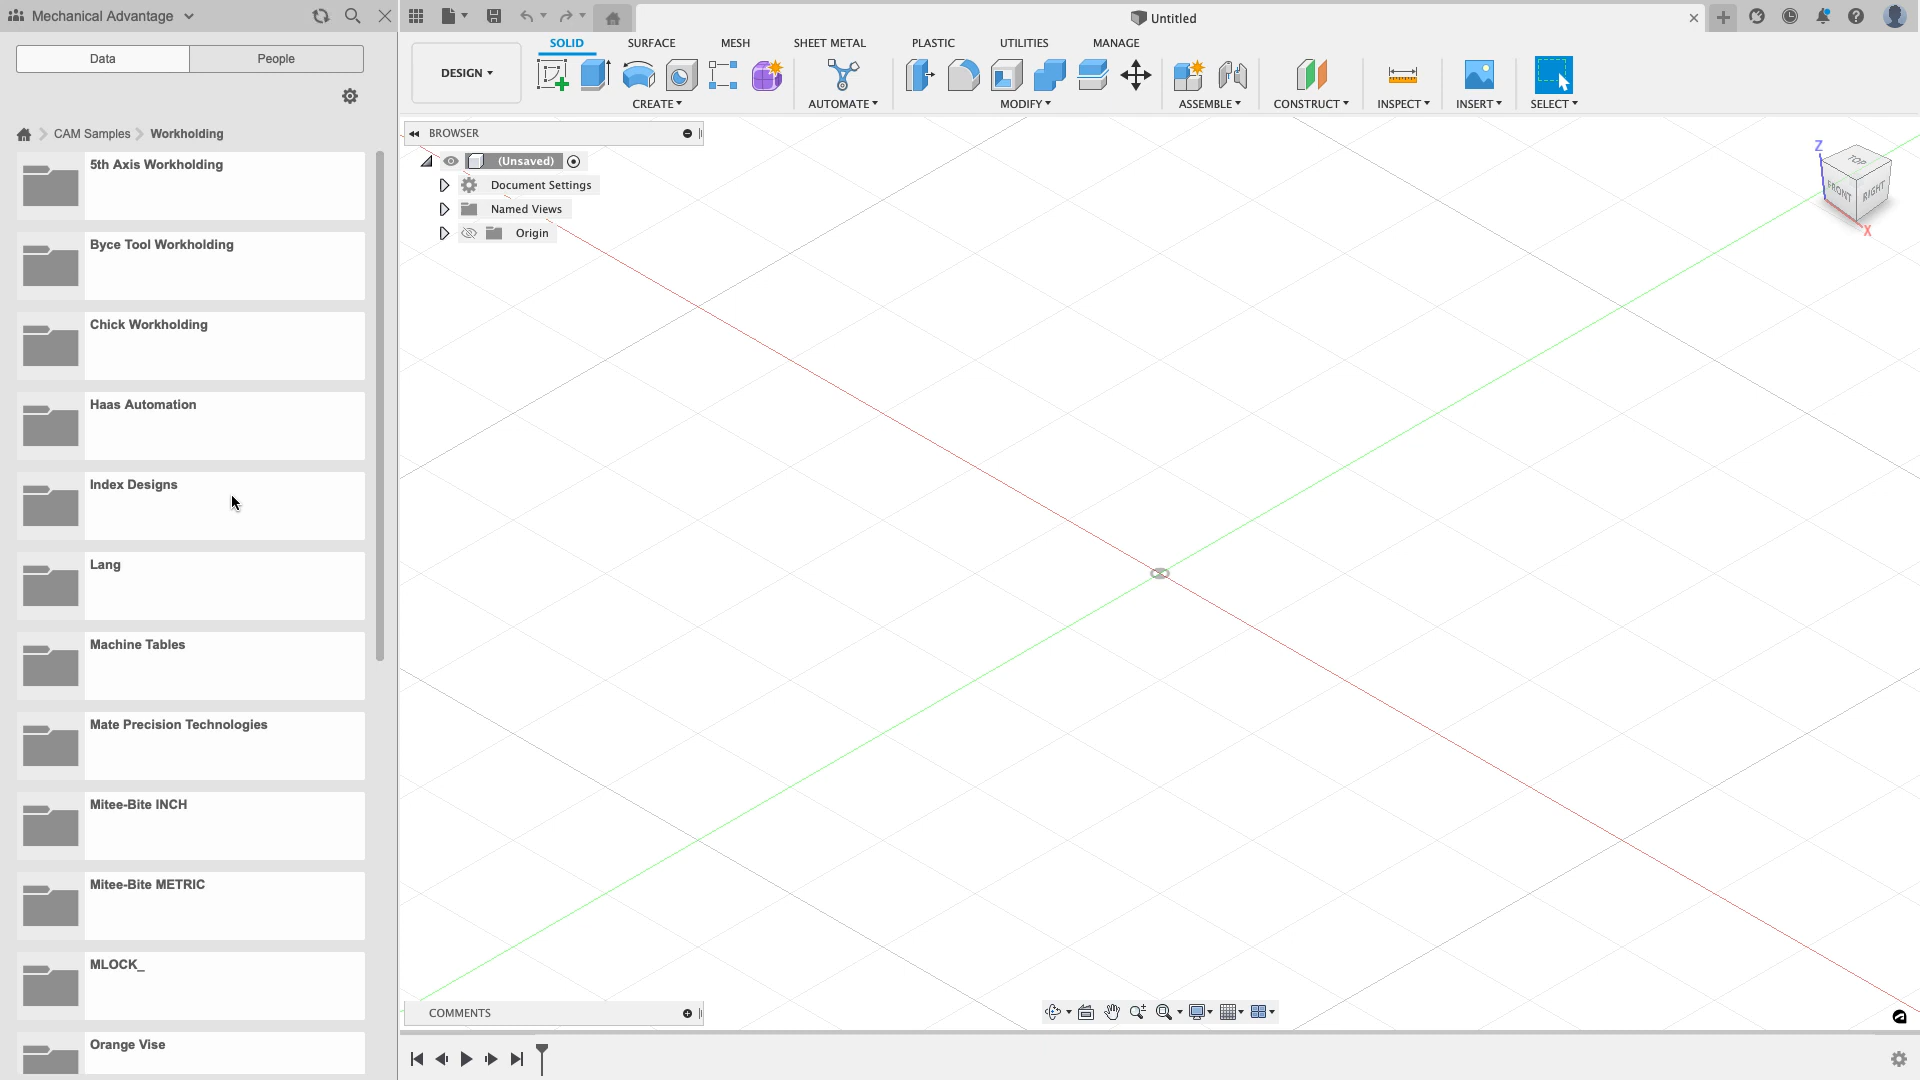 Mechanical Advantage
Untitled
Data
People
SOLID
SURFACE
MESH
SHEET METAL
PLASTIC
UTILITIES
MANAGE
DESIGN
CREATE
AUTOMATE
MODIFY
ASSEMBLE
CONSTRUCT
INSPECT
INSERT
SELECT
CAM Samples
Workholding
BROWSER
(Unsaved)
Document Settings
Named Views
Origin
Z
TOP
FRONT
RIGHT
X
5th Axis Workholding
Byce Tool Workholding
Chick Workholding
Haas Automation
Index Designs
Lang
Machine Tables
Mate Precision Technologies
Mitee-Bite INCH
Mitee-Bite METRIC
MLOCK_
Orange Vise
COMMENTS